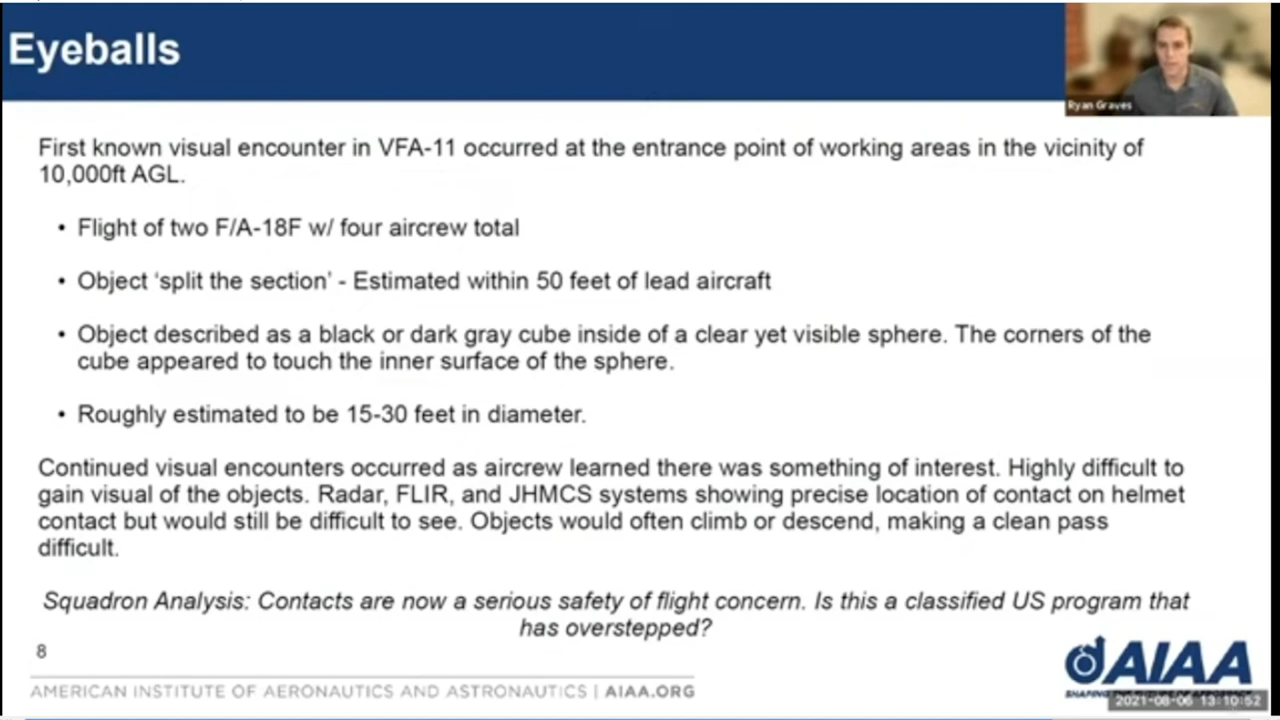 Eyeballs
Ryan Graves
First known visual encounter in VFA-11 occurred at the entrance point of working areas in the vicinity of
10,000ft AGL.
• Flight of two F/A-18F w/ four aircrew total
• Object ‘split the section’ - Estimated within 50 feet of lead aircraft
• Object described as a black or dark gray cube inside of a clear yet visible sphere. The corners of the
cube appeared to touch the inner surface of the sphere.
• Roughly estimated to be 15-30 feet in diameter.
Continued visual encounters occurred as aircrew learned there was something of interest. Highly difficult to
gain visual of the objects. Radar, FLIR, and JHMCS systems showing precise location of contact on helmet
contact but would still be difficult to see. Objects would often climb or descend, making a clean pass
difficult.
Squadron Analysis: Contacts are now a serious safety of flight concern. Is this a classified US program that
has overstepped?
8
AMERICAN INSTITUTE OF AERONAUTICS AND ASTRONAUTICS | AIAA.ORG
AIAA
SHAPING
2021-08-06 13:10:52